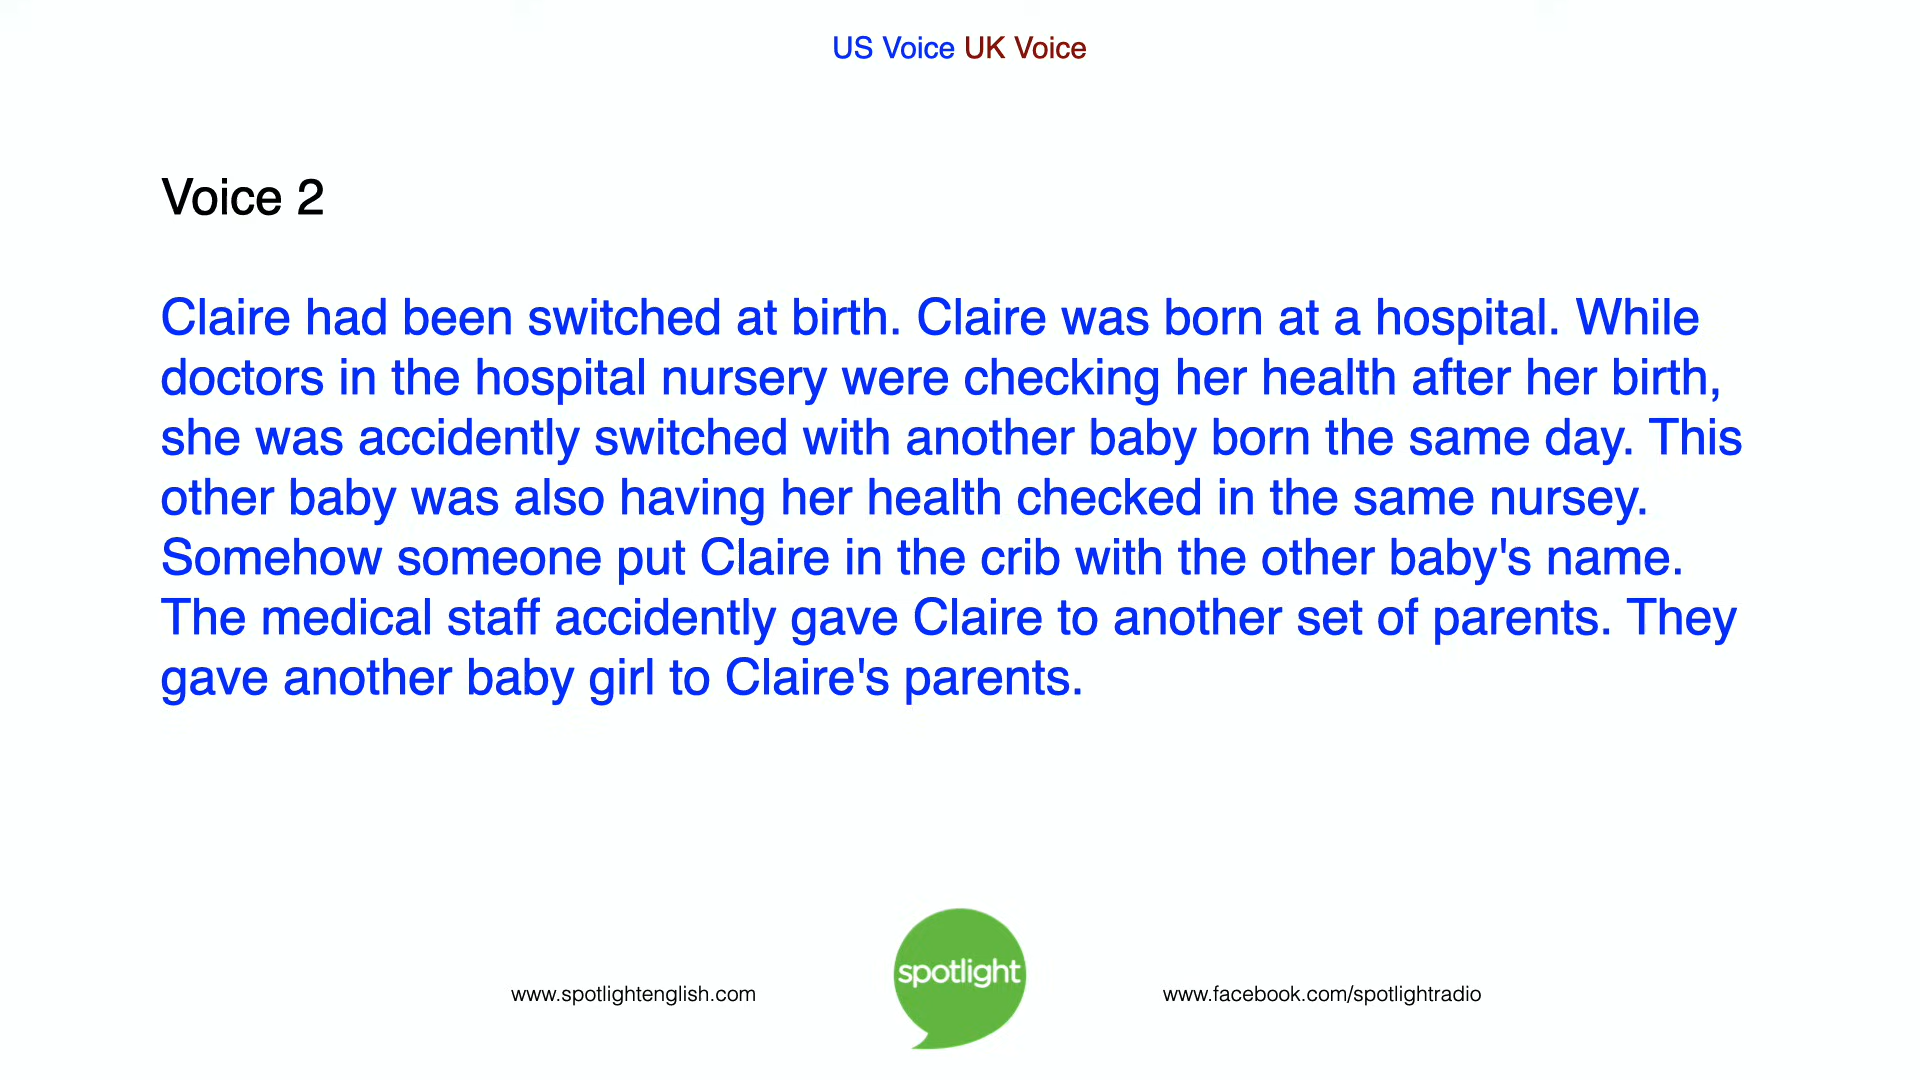 US Voice UK Voice
Voice 2
Claire had been switched at birth. Claire was born at a hospital. While
doctors in the hospital nursery were checking her health after her birth,
she was accidently switched with another baby born the same day. This
other baby was also having her health checked in the same nursey.
Somehow someone put Claire in the crib with the other baby's name.
The medical staff accidently gave Claire to another set of parents. They
gave another baby girl to Claire's parents.
spotlight
www.spotlightenglish.com
www.facebook.com/spotlightradio